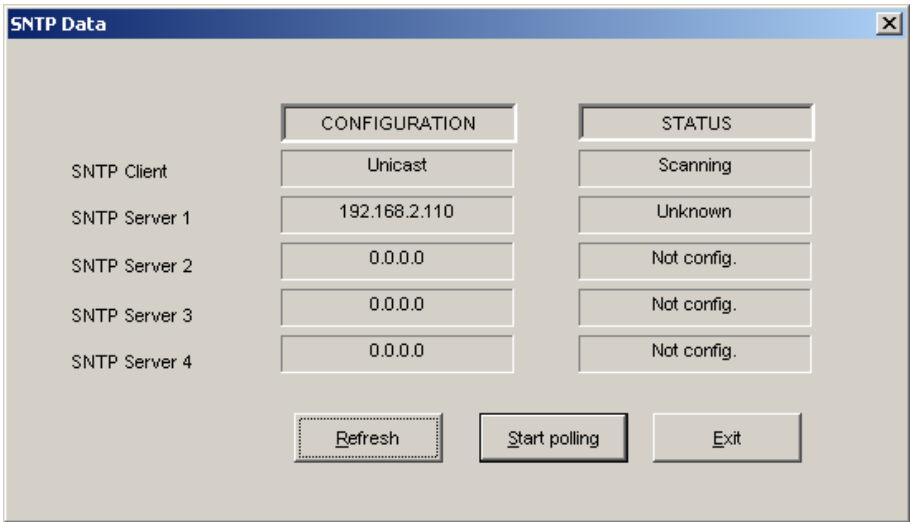 SNTP Data
CONFIGURATION STATUS
SNTP Client Unicast Scanning
SNTP Server 1 192.168.2.110 Unknown
SNTP Server 2 0.0.0.0 Not config.
SNTP Server 3 0.0.0.0 Not config.
SNTP Server 4 0.0.0.0 Not config.
Refresh Start polling Exit